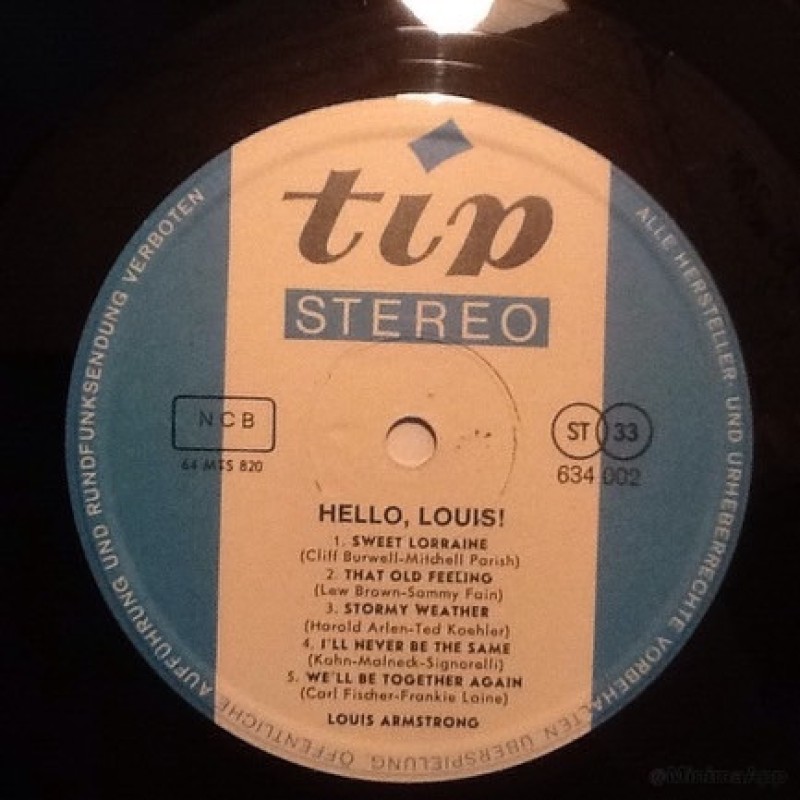 tip
STEREO
NCB
64 MTS 820
ST 33
634 002
HELLO, LOUIS!
1. SWEET LORRAINE
(Cliff Burwell-Mitchell Parish)
2. THAT OLD FEELING
(Lew Brown-Sammy Fain)
3. STORMY WEATHER
(Harold Arlen-Ted Koehler)
4. I'LL NEVER BE THE SAME
(Kahn-Malneck-Signorelli)
5. WE'LL BE TOGETHER AGAIN
(Carl Fischer-Frankie Laine)
LOUIS ARMSTRONG
ALLE HERSTELLER- UND URHEBERRECHTE VORBEHALTEN ÜBERSPIELUNG, ÖFFENTLICHE AUFFÜHRUNG UND RUNDFUNKSENDUNG VERBOTEN
@MinimaApp